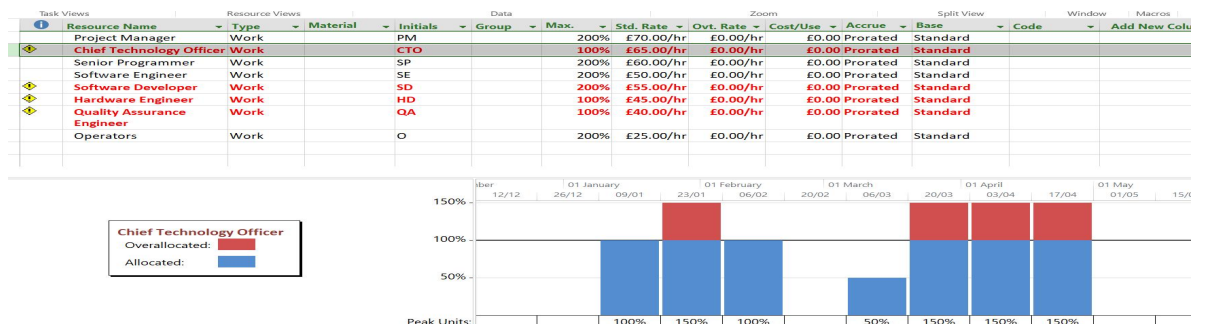 Task Views Resource Views Data Zoom Split View Window Macros
Resource Name Type Material Initials Group Max. Std. Rate Ovt. Rate Cost/Use Accrue Base Code Add New Colu
Project Manager Work PM 200% £70.00/hr £0.00/hr £0.00 Prorated Standard
Chief Technology Officer Work CTO 100% £65.00/hr £0.00/hr £0.00 Prorated Standard
Senior Programmer Work SP 200% £60.00/hr £0.00/hr £0.00 Prorated Standard
Software Engineer Work SE 200% £50.00/hr £0.00/hr £0.00 Prorated Standard
Software Developer Work SD 200% £55.00/hr £0.00/hr £0.00 Prorated Standard
Hardware Engineer Work HD 100% £45.00/hr £0.00/hr £0.00 Prorated Standard
Quality Assurance Work QA 100% £40.00/hr £0.00/hr £0.00 Prorated Standard
Engineer
Operators Work O 200% £25.00/hr £0.00/hr £0.00 Prorated Standard
iber 01 January 01 February 01 March 01 April 01 May
12/12 26/12 09/01 23/01 06/02 20/02 06/03 20/03 03/04 17/04 01/05 15/0
150%
Chief Technology Officer
Overallocated:
100%
Allocated:
50%
Peak Units: 100% 150% 100% 50% 150% 150% 150%